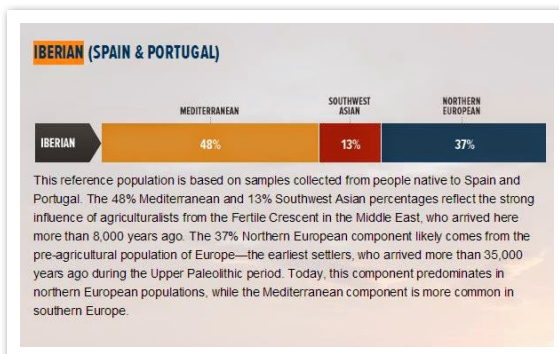 IBERIAN (SPAIN & PORTUGAL)
MEDITERRANEAN
SOUTHWEST
ASIAN
NORTHERN
EUROPEAN
IBERIAN
48%
13%
37%
This reference population is based on samples collected from people native to Spain and
Portugal. The 48% Mediterranean and 13% Southwest Asian percentages reflect the strong
influence of agriculturalists from the Fertile Crescent in the Middle East, who arrived here
more than 8,000 years ago. The 37% Northern European component likely comes from the
pre-agricultural population of Europe—the earliest settlers, who arrived more than 35,000
years ago during the Upper Paleolithic period. Today, this component predominates in
northern European populations, while the Mediterranean component is more common in
southern Europe.